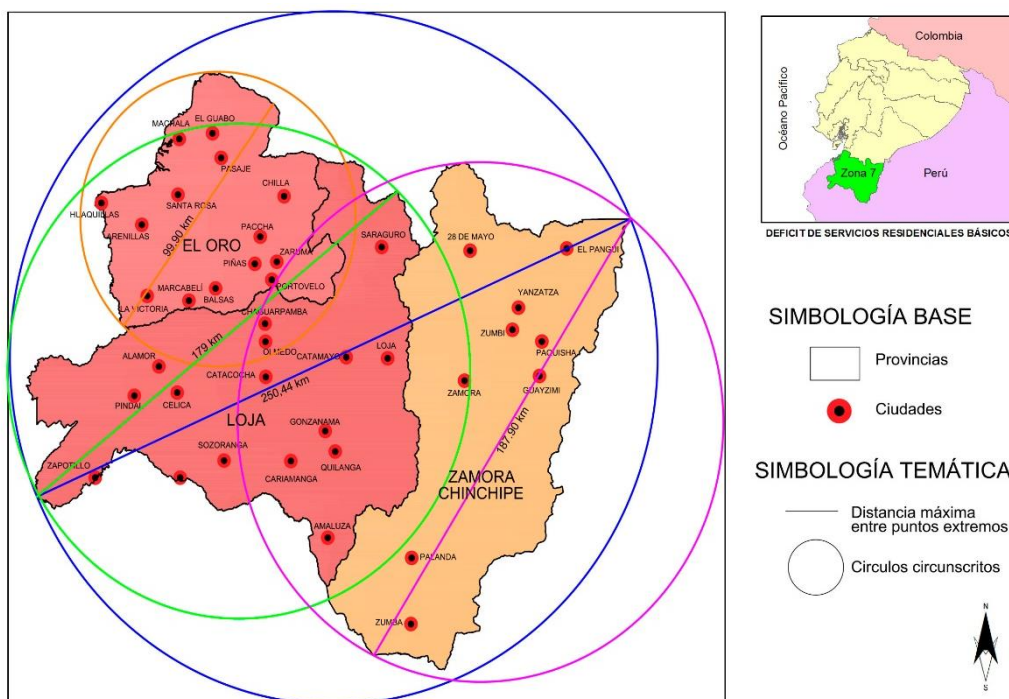 MACHALA
EL GUABO
PASAJE
CHILLA
HUAQUILLAS
SANTA ROSA
ARENILLAS
PACCHA
EL ORO
99.90 km
ZARUMA
PIÑAS
PORTOVELO
MARCABELÍ
BALSAS
LA VICTORIA
SARAGURO
28 DE MAYO
EL PANGUI
YANZATZA
ZUMBI
PAQUISHA
CHAGUARPAMBA
179 km
OLMEDO
CATAMAYO
LOJA
ALAMOR
CATACOCHA
250.44 km
ZAMORA
GUAYZIMI
PINDAL
CELICA
LOJA
GONZANAMA
187.90 km
SOZORANGA
QUILANGA
ZAPOTILLO
CARIAMANGA
ZAMORA
CHINCHIPE
AMALUZA
PALANDA
ZUMBA
Océano Pacífico
Colombia
Zona 7
Perú
DEFICIT DE SERVICIOS RESIDENCIALES BÁSICOS
SIMBOLOGÍA BASE
Provincias
Ciudades
SIMBOLOGÍA TEMÁTICA
Distancia máxima
entre puntos extremos
Circulos circunscritos
N
S